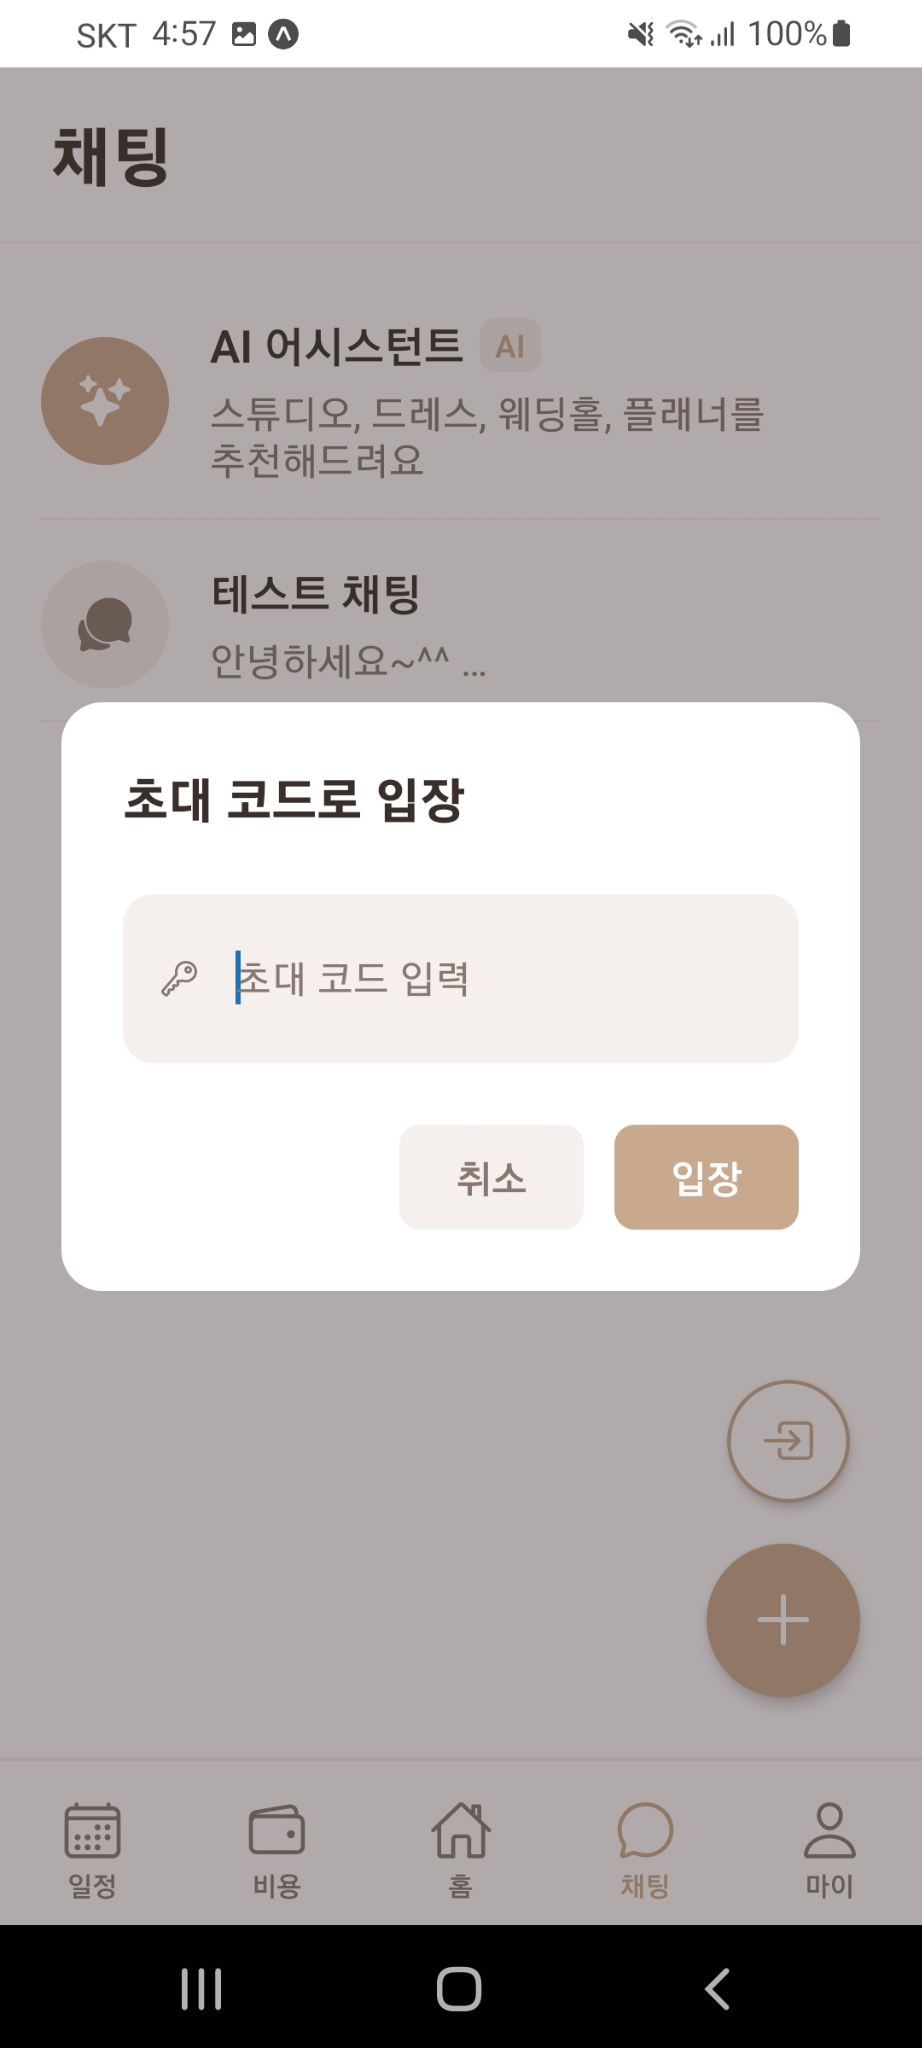 SKT 4:57 100%
채팅
AI 어시스턴트 AI
스튜디오, 드레스, 웨딩홀, 플래너를
추천해드려요
테스트 채팅
안녕하세요~^^ ...
초대 코드로 입장
초대 코드 입력
취소 입장
일정 비용 홈 채팅 마이